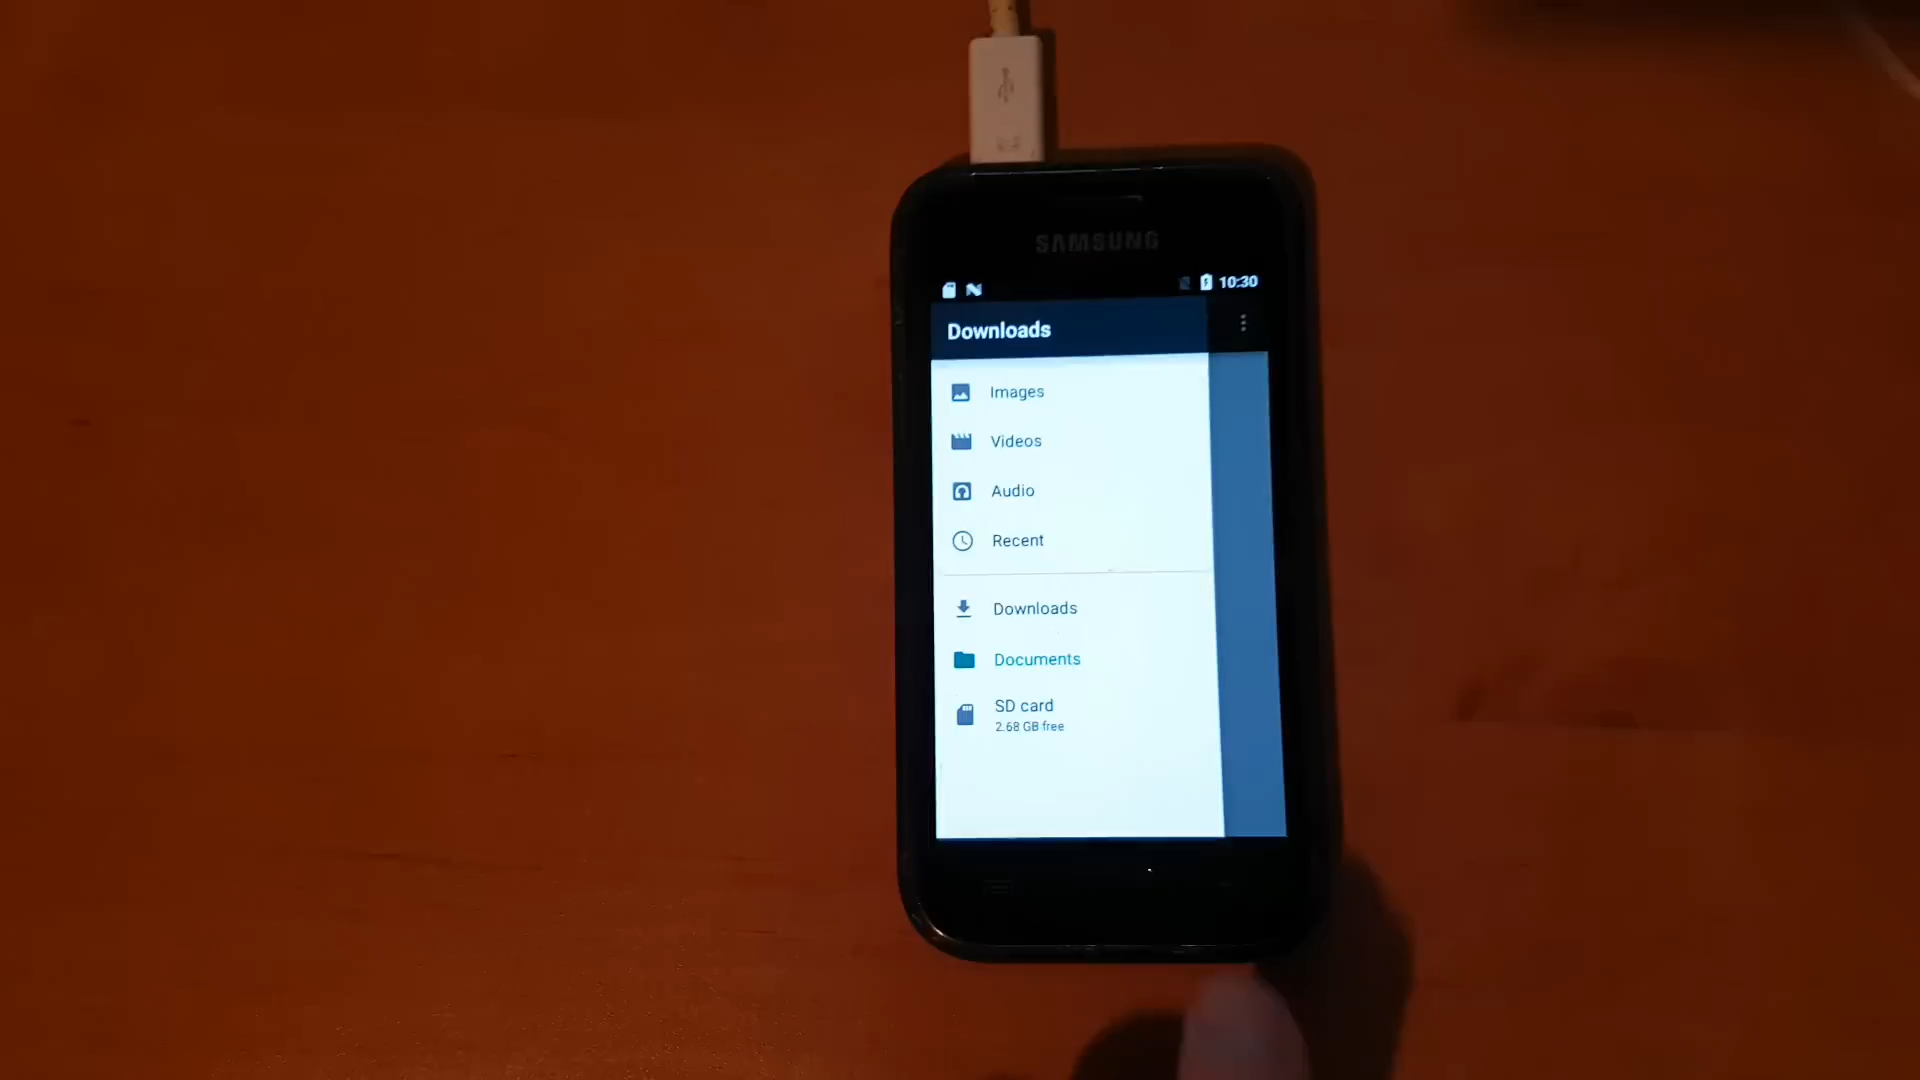 SAMSUNG
10:30
Downloads
Images
Videos
Audio
Recent
Downloads
Documents
SD card
2.68 GB free